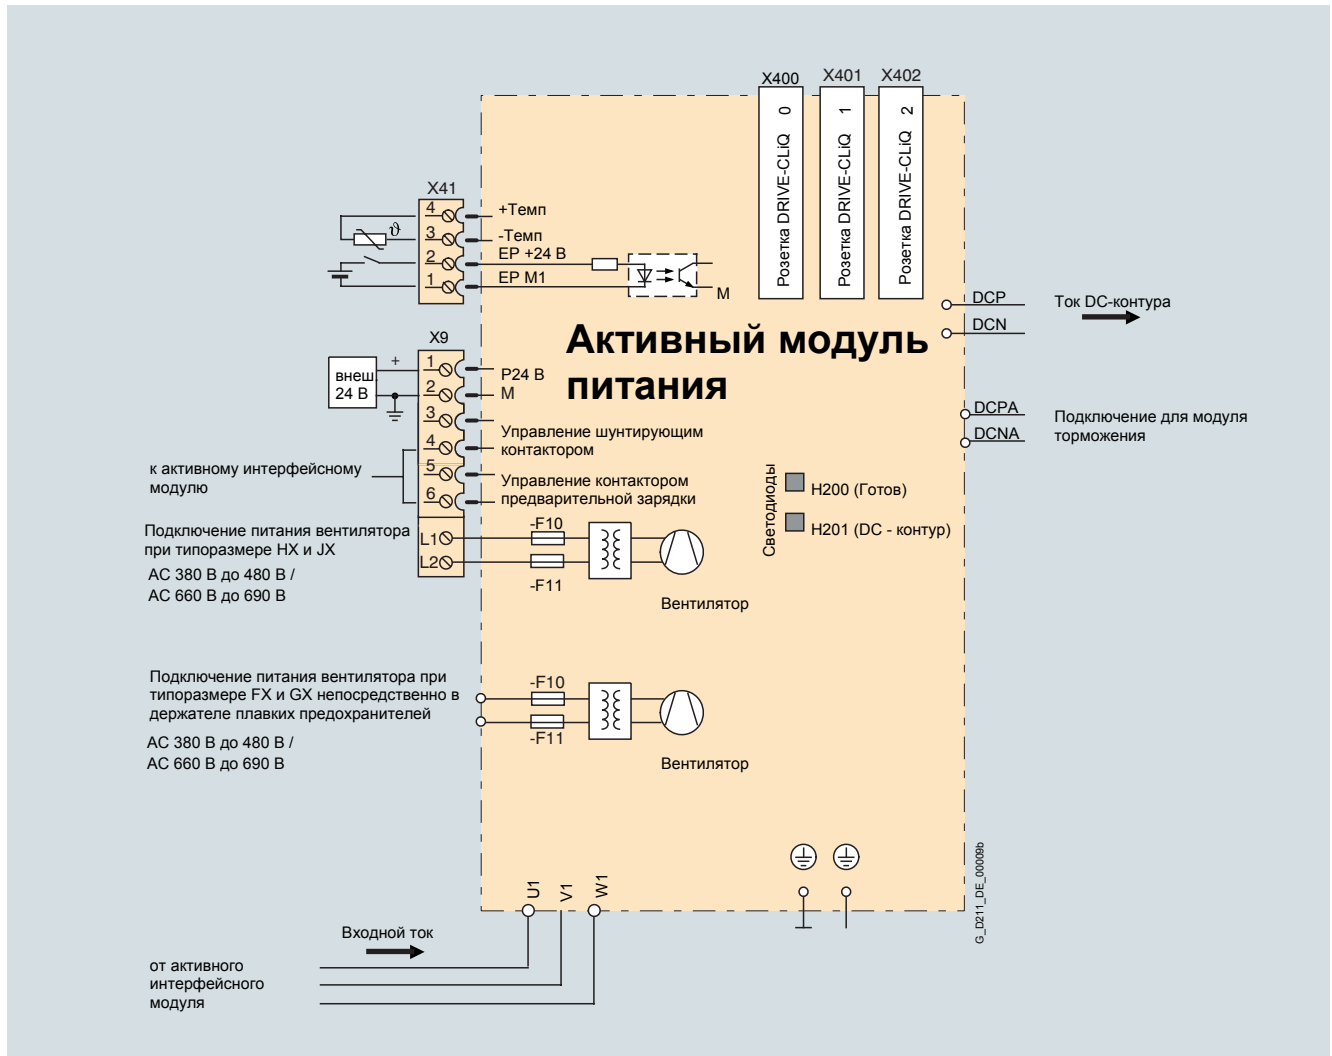 X400
X401
X402
Розетка DRIVE-CLiQ 0
Розетка DRIVE-CLiQ 1
Розетка DRIVE-CLiQ 2
X41
4
+Темп
ϑ
3
-Темп
2
EP +24 В
1
EP M1
M
DCP
DCN
Ток DC-контура
Активный модуль
питания
X9
внеш.
24 В
+
1
P24 В
2
M
3
4
Управление шунтирующим
контактором
5
6
Управление контактором
предварительной зарядки
к активному интерфейсному
модулю
DCPA
DCNA
Подключение для модуля
торможения
Светодиоды
H200 (Готов)
H201 (DC - контур)
Подключение питания вентилятора
при типоразмере HX и JX
AC 380 В до 480 В /
AC 660 В до 690 В
L1
L2
-F10
-F11
Вентилятор
Подключение питания вентилятора при
типоразмере FX и GX непосредственно в
держателе плавких предохранителей
AC 380 В до 480 В /
AC 660 В до 690 В
-F10
-F11
Вентилятор
U1
V1
W1
G_D211_DE_00009b
Входной ток
от активного
интерфейсного
модуля